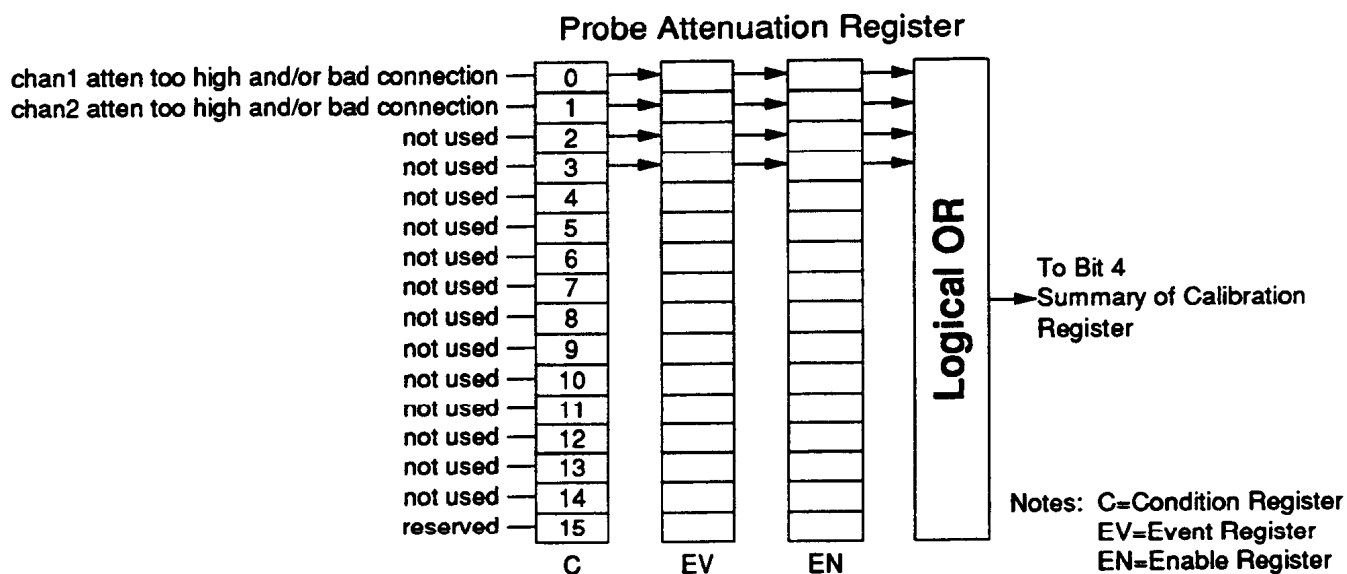 Probe Attenuation Register
chan1 atten too high and/or bad connection 0
chan2 atten too high and/or bad connection 1
not used 2
not used 3
not used 4
not used 5
not used 6
not used 7
not used 8
not used 9
not used 10
not used 11
not used 12
not used 13
not used 14
reserved 15
C EV EN
Logical OR
To Bit 4
Summary of Calibration
Register
Notes: C=Condition Register
EV=Event Register
EN=Enable Register